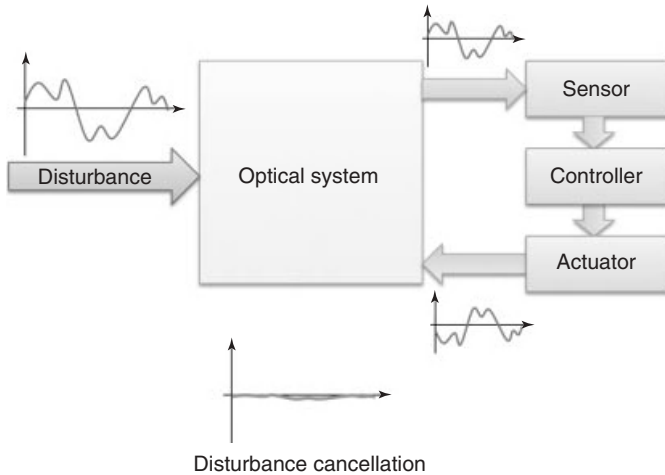 Disturbance
Optical system
Sensor
Controller
Actuator
Disturbance cancellation